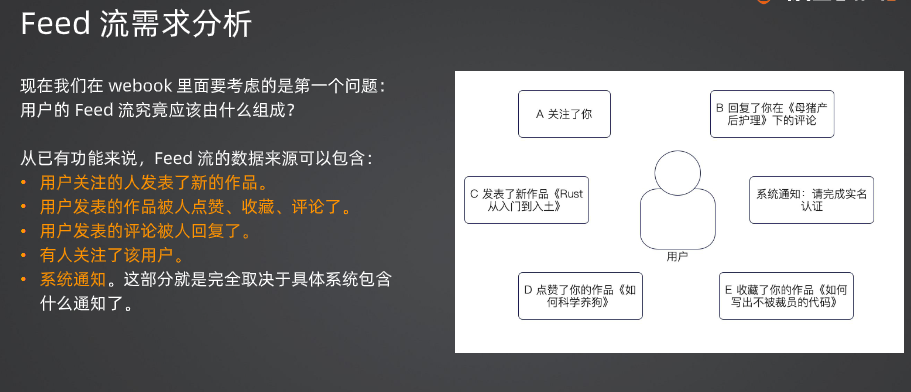 Feed 流需求分析
现在我们在 webook 里面要考虑的是第一个问题：
用户的 Feed 流究竟应该由什么组成？
从已有功能来说，Feed 流的数据来源可以包含：
• 用户关注的人发表了新的作品。
• 用户发表的作品被人点赞、收藏、评论了。
• 用户发表的评论被人回复了。
• 有人关注了该用户。
• 系统通知。这部分就是完全取决于具体系统包含
什么通知了。
A 关注了你
B 回复了你在《母猪产
后护理》下的评论
C 发表了新作品《Rust
从入门到入土》
系统通知：请完成实名
认证
用户
D 点赞了你的作品《如
何科学养狗》
E 收藏了你的作品《如何
写出不被裁员的代码》